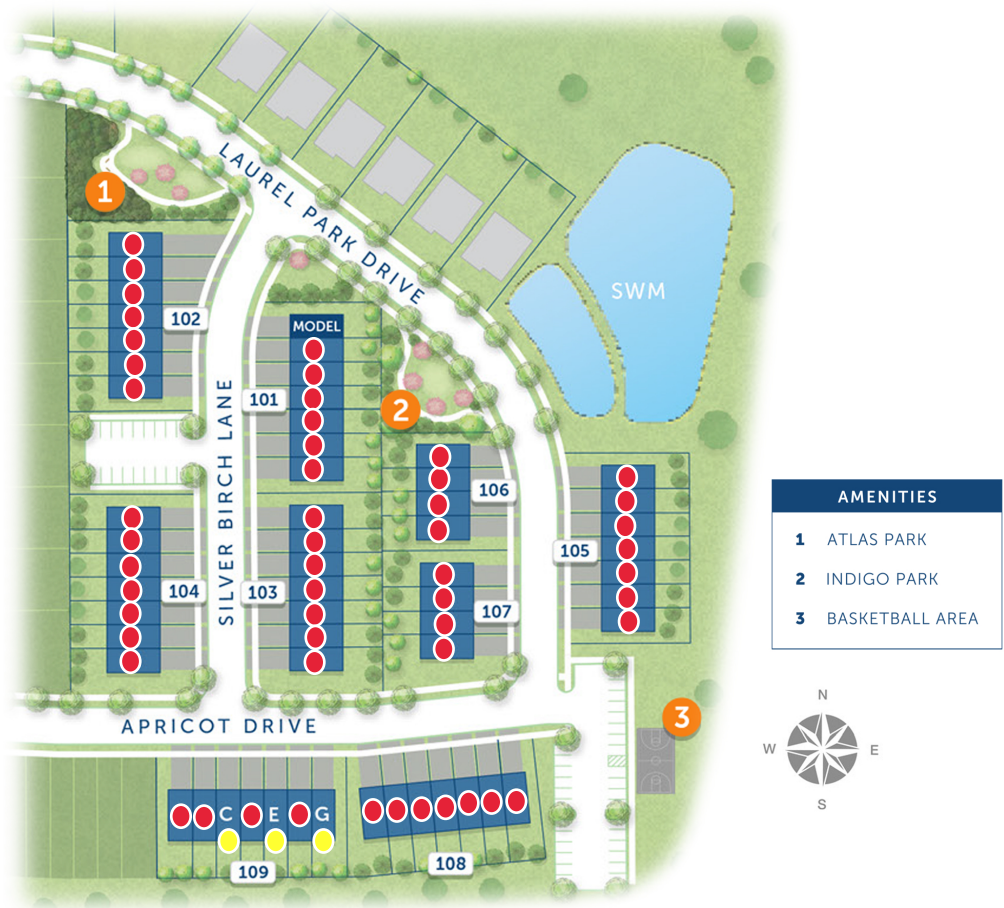 LAUREL PARK DRIVE
SWM
1
102
MODEL
101
2
SILVER BIRCH LANE
106
105
104
103
107
AMENITIES
1 ATLAS PARK
2 INDIGO PARK
3 BASKETBALL AREA
3
APRICOT DRIVE
N
W E
S
C E G
109
108